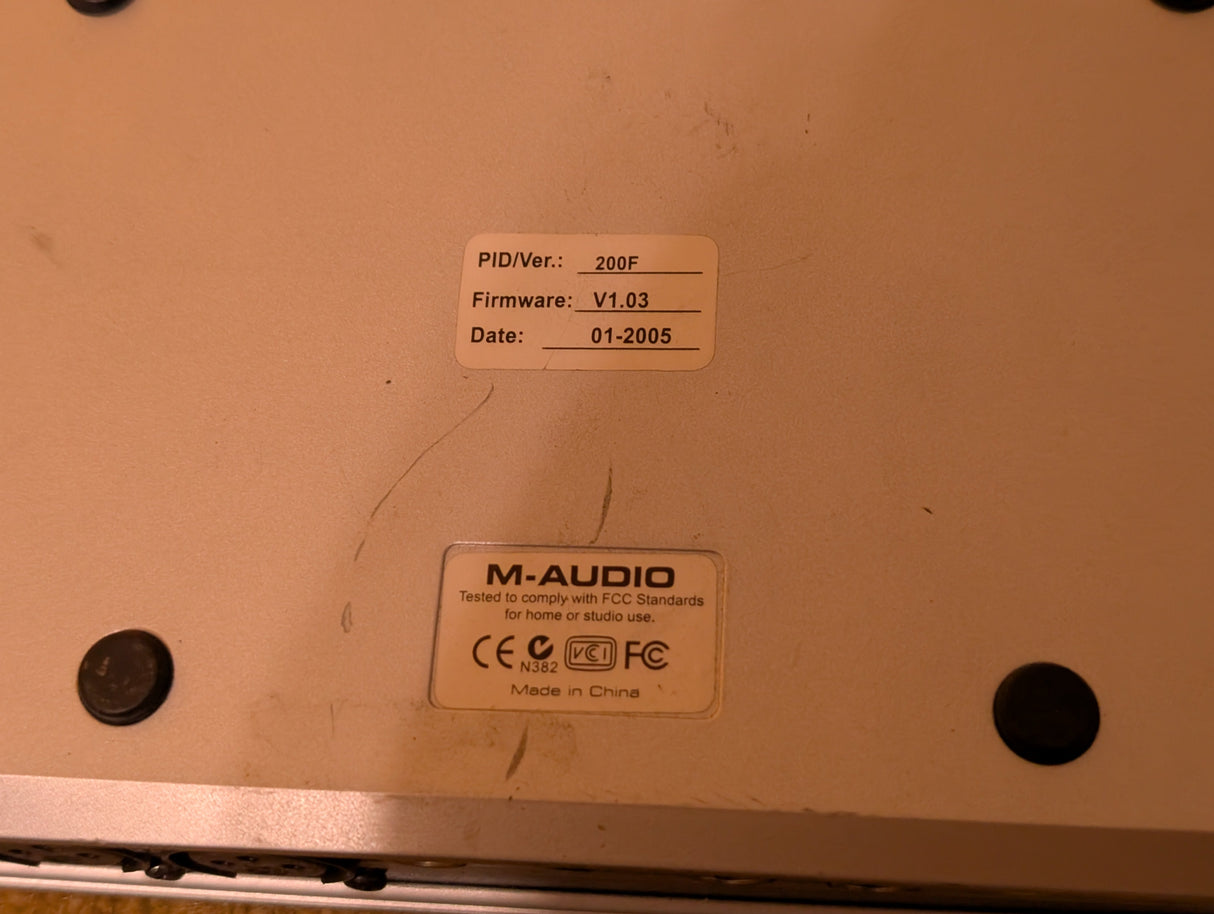 PID/Ver.: 200F
Firmware: V1.03
Date: 01-2005
M-AUDIO
Tested to comply with FCC Standards
for home or studio use.
CE N382 VCI FC
Made in China